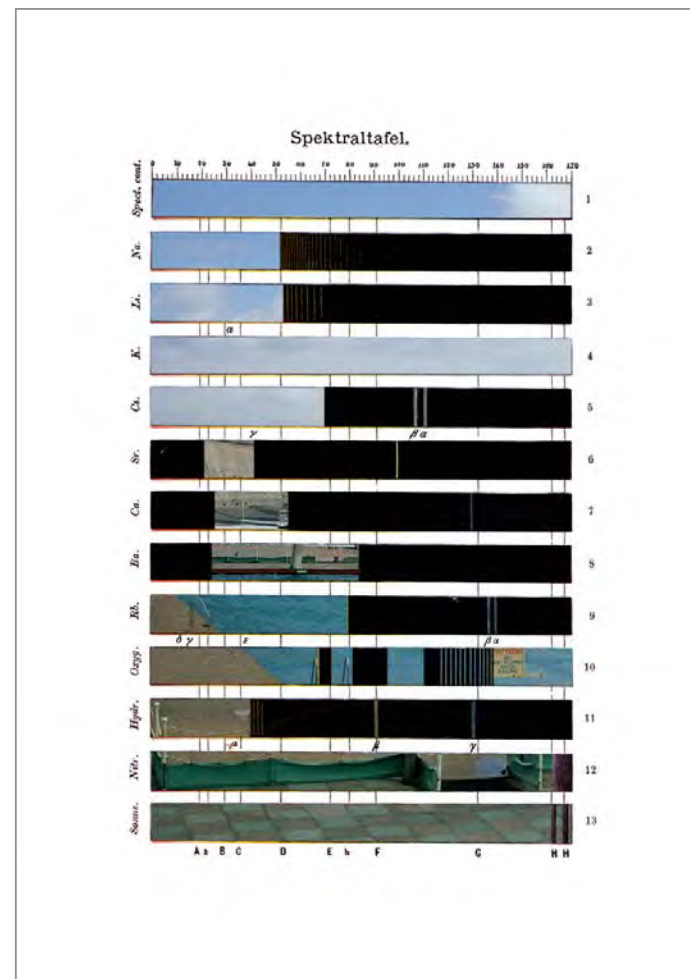 Spektraltafel.
0 10 20 30 40 50 60 70 80 90 100 110 120 130 140 150 160 170
Spect. cont. 1
Na. 2
Li. 3
α
K. 4
Cs. 5
γ β α
Sr. 6
Ca. 7
Ba. 8
Rb. 9
δ γ ε β α
Oxyg. 10
Hydr. 11
α β γ
Nitr. 12
Sonne. 13
A a B C D E b F G H H